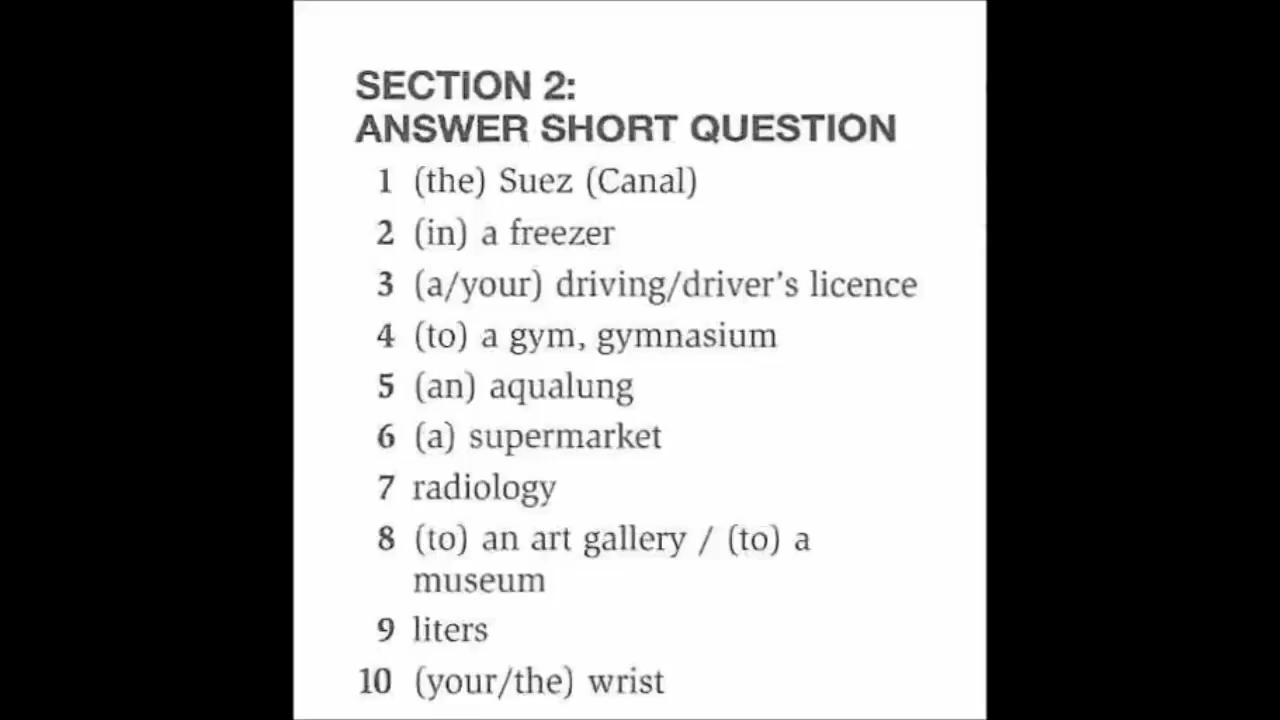 SECTION 2:
ANSWER SHORT QUESTION
1 (the) Suez (Canal)
2 (in) a freezer
3 (a/your) driving/driver's licence
4 (to) a gym, gymnasium
5 (an) aqualung
6 (a) supermarket
7 radiology
8 (to) an art gallery / (to) a
museum
9 liters
10 (your/the) wrist